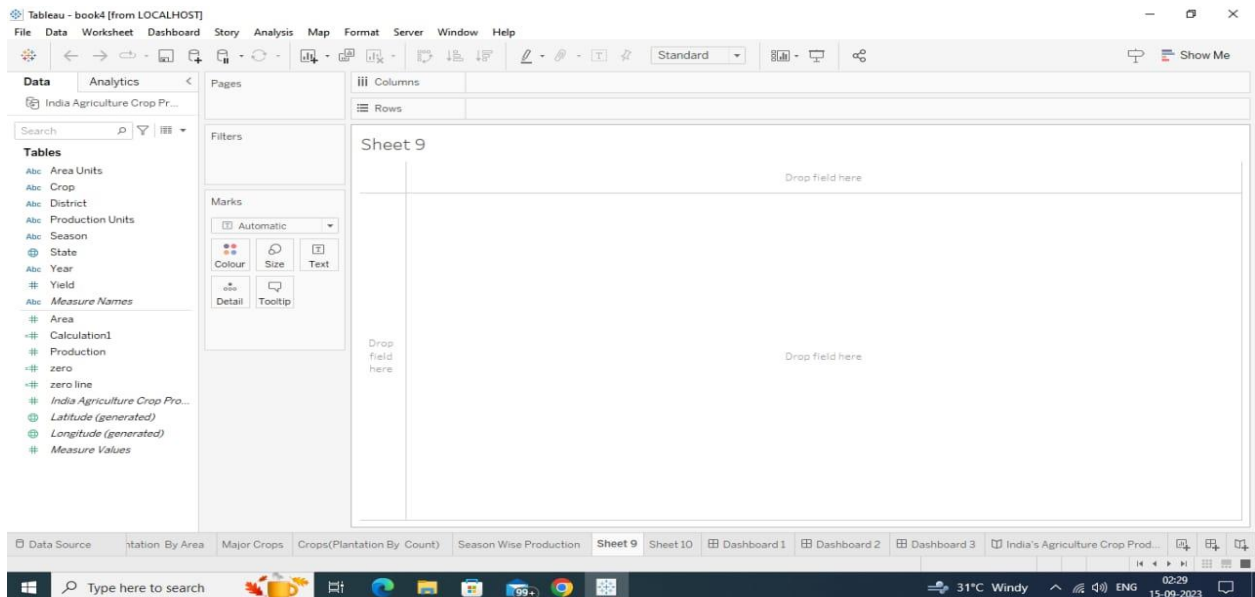 Tableau - book4 [from LOCALHOST]
File Data Worksheet Dashboard Story Analysis Map Format Server Window Help
Standard
Show Me
Data Analytics
India Agriculture Crop Pr...
Search
Tables
Abc Area Units
Abc Crop
Abc District
Abc Production Units
Abc Season
State
Abc Year
# Yield
Abc Measure Names
# Area
=# Calculation1
# Production
=# zero
=# zero line
# India Agriculture Crop Pro...
Latitude (generated)
Longitude (generated)
# Measure Values
Pages
Filters
Marks
Automatic
Colour Size Text
Detail Tooltip
Columns
Rows
Sheet 9
Drop field here
Drop
field
here
Drop field here
Data Source ntation By Area Major Crops Crops(Plantation By Count) Season Wise Production Sheet 9 Sheet 10 Dashboard 1 Dashboard 2 Dashboard 3 India's Agriculture Crop Prod...
Type here to search
99+
31°C Windy ENG
02:29
15-09-2023